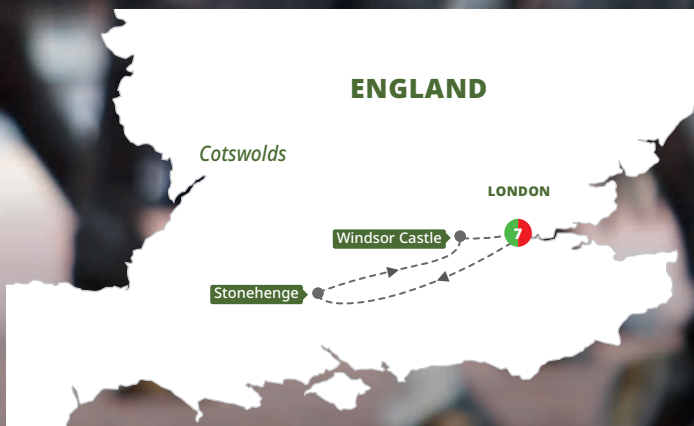 ENGLAND
Cotswolds
LONDON
7
Windsor Castle
Stonehenge